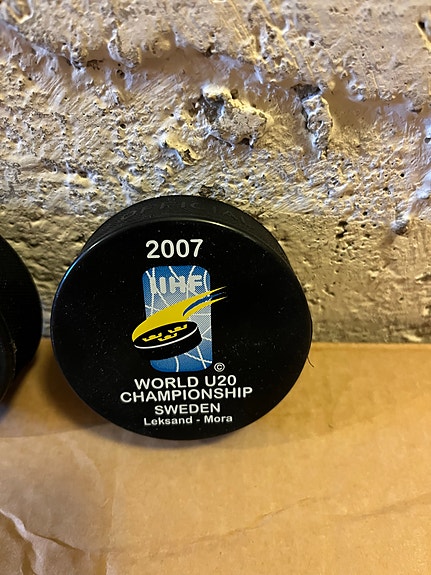 2007
IIHF
©
WORLD U20
CHAMPIONSHIP
SWEDEN
Leksand - Mora